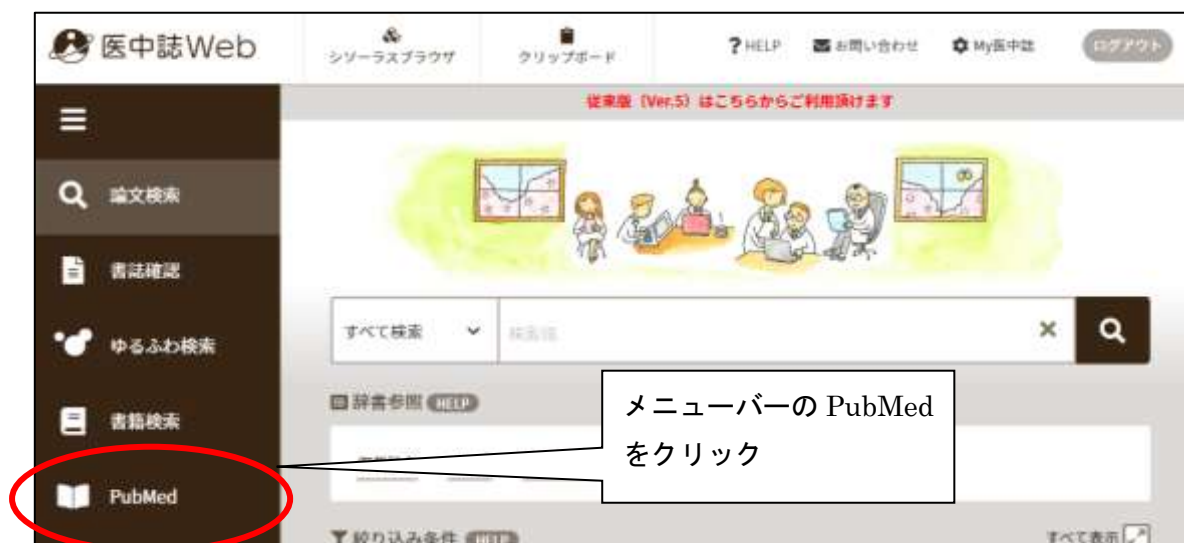 医中誌Web
シソーラスブラウザ
クリップボード
?HELP
お問い合わせ
My医中誌
ログアウト
従来版（Ver.5）はこちらからご利用頂けます
論文検索
書誌確認
ゆるふわ検索
書籍検索
PubMed
すべて検索
検索語
辞書参照 HELP
メニューバーの PubMed
をクリック
絞り込み条件 HELP
すべて表示